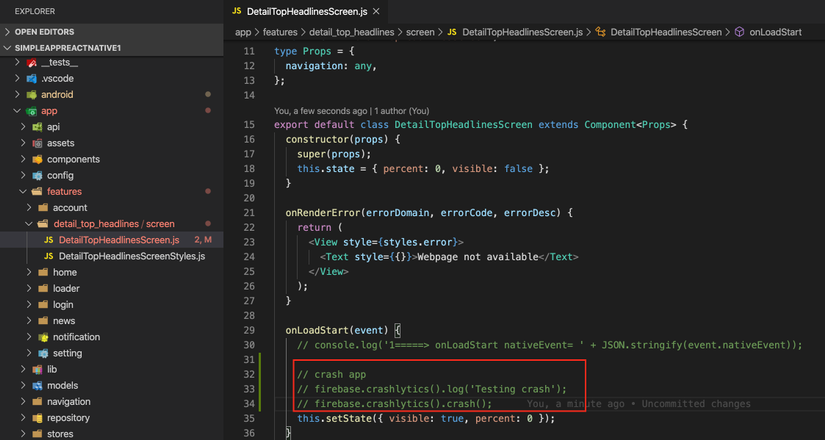 EXPLORER
OPEN EDITORS
SIMPLEAPPREACTNATIVE1
__tests__
.vscode
android
app
api
assets
components
config
features
account
detail_top_headlines / screen
JS DetailTopHeadlinesScreen.js 2, M
JS DetailTopHeadlinesScreenStyles.js
home
loader
login
news
notification
setting
lib
models
navigation
repository
stores
JS DetailTopHeadlinesScreen.js ×
app > features > detail_top_headlines > screen > JS DetailTopHeadlinesScreen.js > DetailTopHeadlinesScreen > onLoadStart
11 type Props = {
12 navigation: any,
13 };
14
You, a few seconds ago | 1 author (You)
15 export default class DetailTopHeadlinesScreen extends Component<Props> {
16 constructor(props) {
17 super(props);
18 this.state = { percent: 0, visible: false };
19 }
20
21 onRenderError(errorDomain, errorCode, errorDesc) {
22 return (
23 <View style={styles.error}>
24 <Text style={{}}>Webpage not available</Text>
25 </View>
26 );
27 }
28
29 onLoadStart(event) {
30 // console.log('1=====> onLoadStart nativeEvent= ' + JSON.stringify(event.nativeEvent));
31
32 // crash app
33 // firebase.crashlytics().log('Testing crash');
34 // firebase.crashlytics().crash(); You, a minute ago • Uncommitted changes
35 this.setState({ visible: true, percent: 0 });
36 }